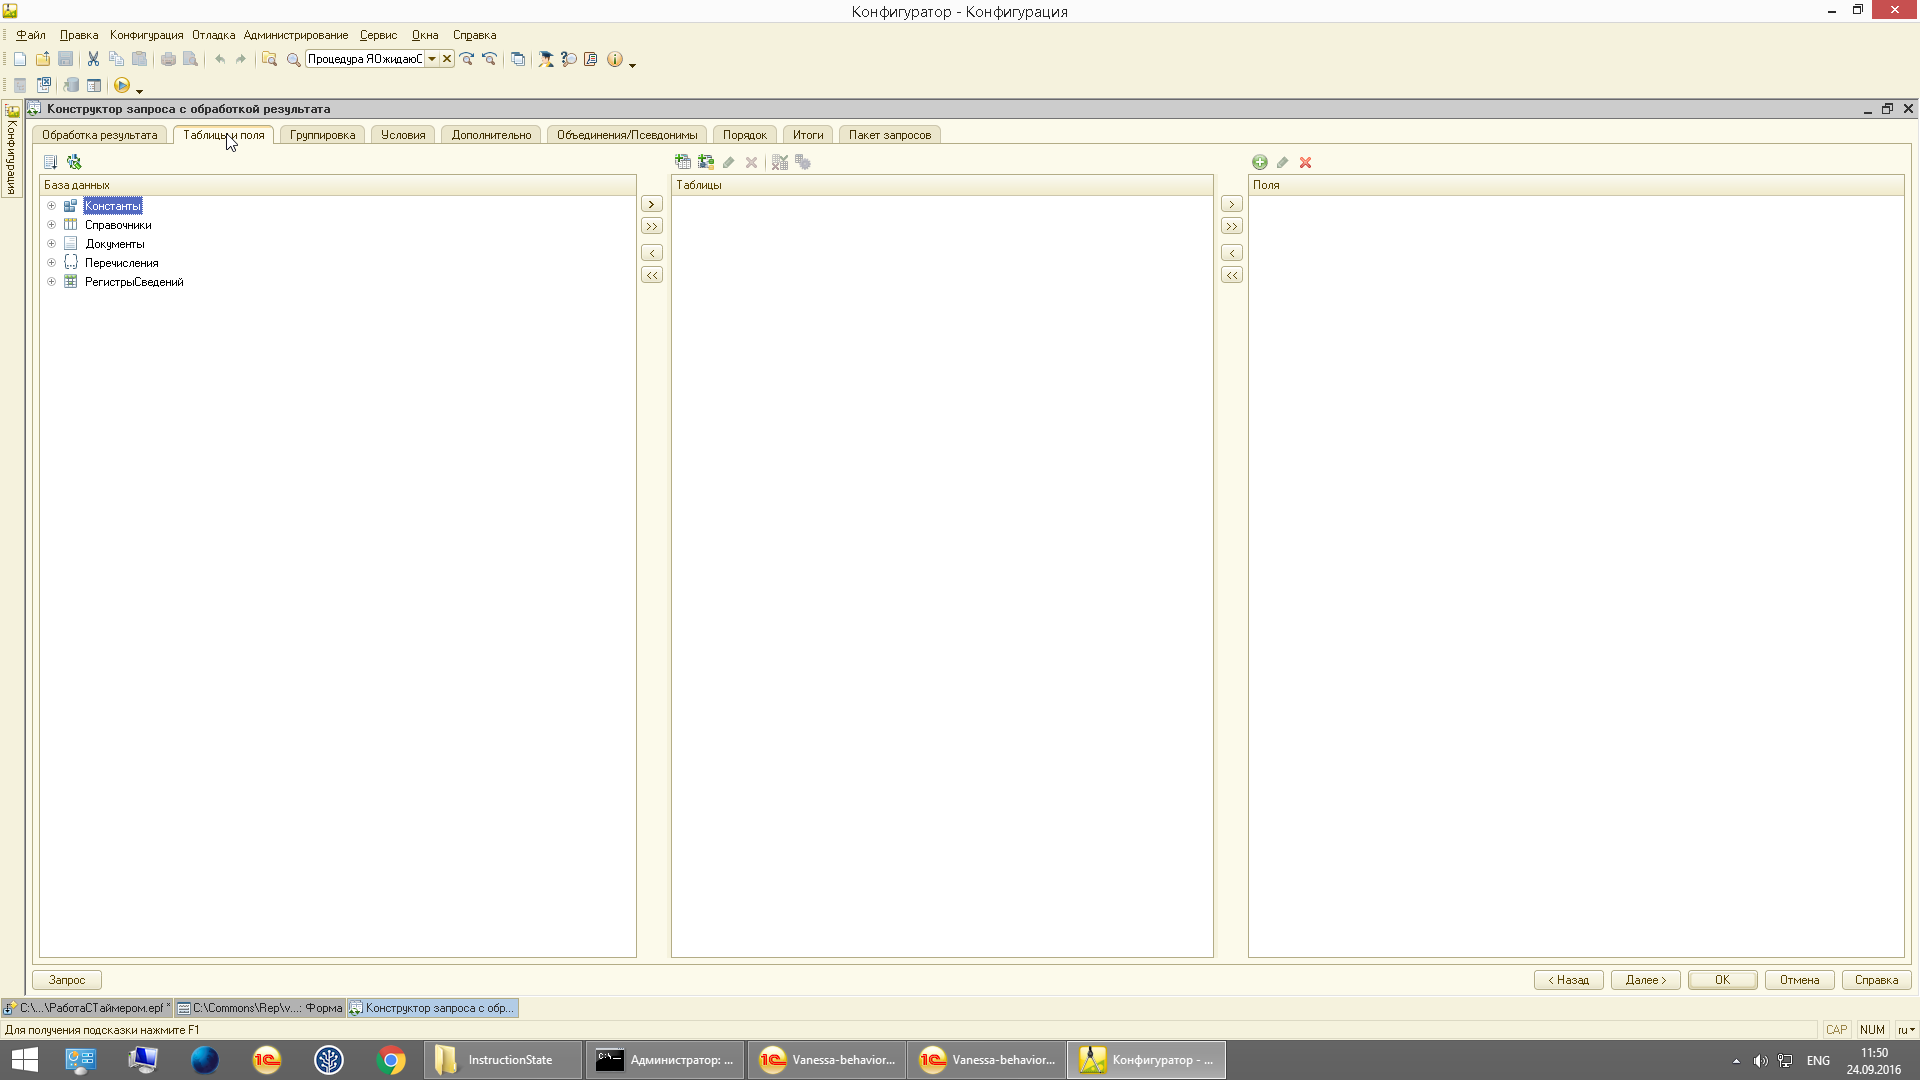 Конфигуратор - Конфигурация
Файл Правка Конфигурация Отладка Администрирование Сервис Окна Справка
Процедура ЯОжидаюС
Конфигурация
Конструктор запроса с обработкой результата
Обработка результата Таблицы и поля Группировка Условия Дополнительно Объединения/Псевдонимы Порядок Итоги Пакет запросов
База данных
Константы
Справочники
Документы
Перечисления
РегистрыСведений
Таблицы
Поля
> >
>> >>
< <
<< <<
Запрос
< Назад Далее > ОК Отмена Справка
C:\...\РаботаСТаймером.epf * C:\Commons\Rep\v...: Форма Конструктор запроса с обр...
Для получения подсказки нажмите F1
CAP NUM ru
InstructionState
C:\
Администратор: ...
Vanessa-behavior...
Vanessa-behavior...
Конфигуратор - ...
ENG
11:50
24.09.2016